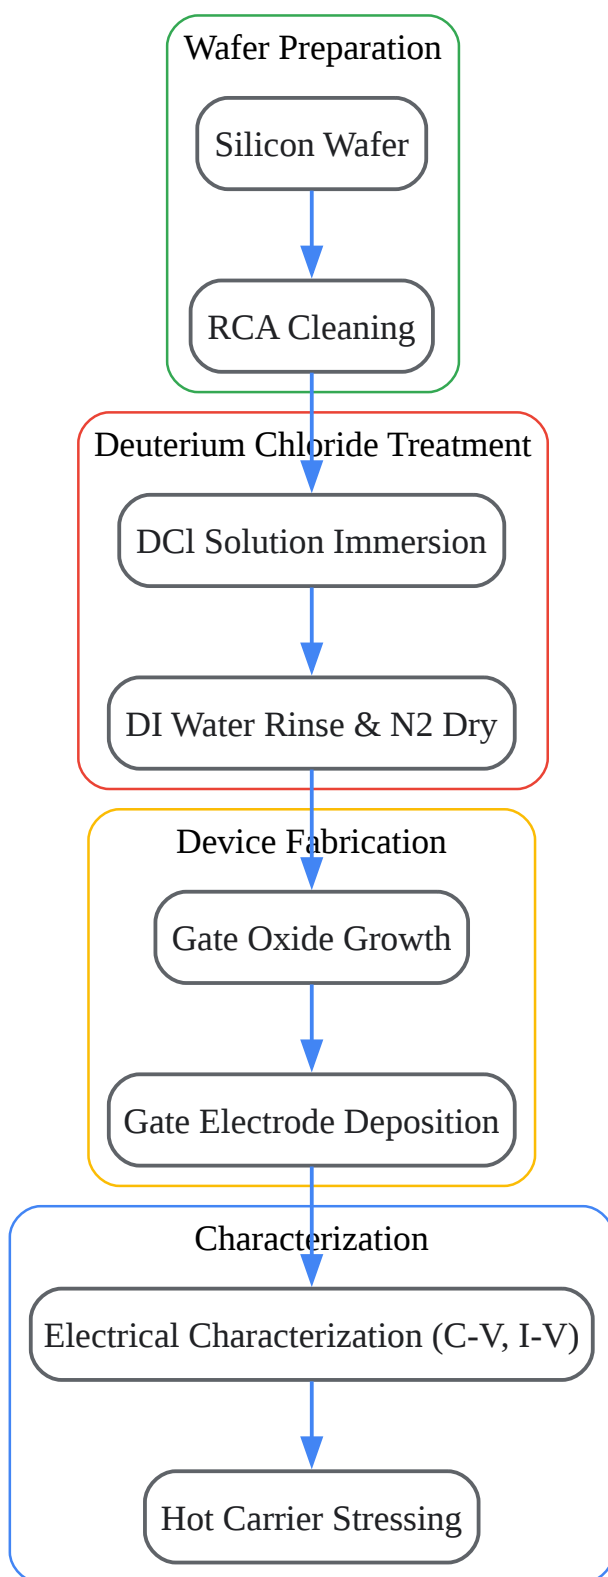 Wafer Preparation
Silicon Wafer
RCA Cleaning
Deuterium Chloride Treatment
DCl Solution Immersion
DI Water Rinse & N2 Dry
Device Fabrication
Gate Oxide Growth
Gate Electrode Deposition
Characterization
Electrical Characterization (C-V, I-V)
Hot Carrier Stressing